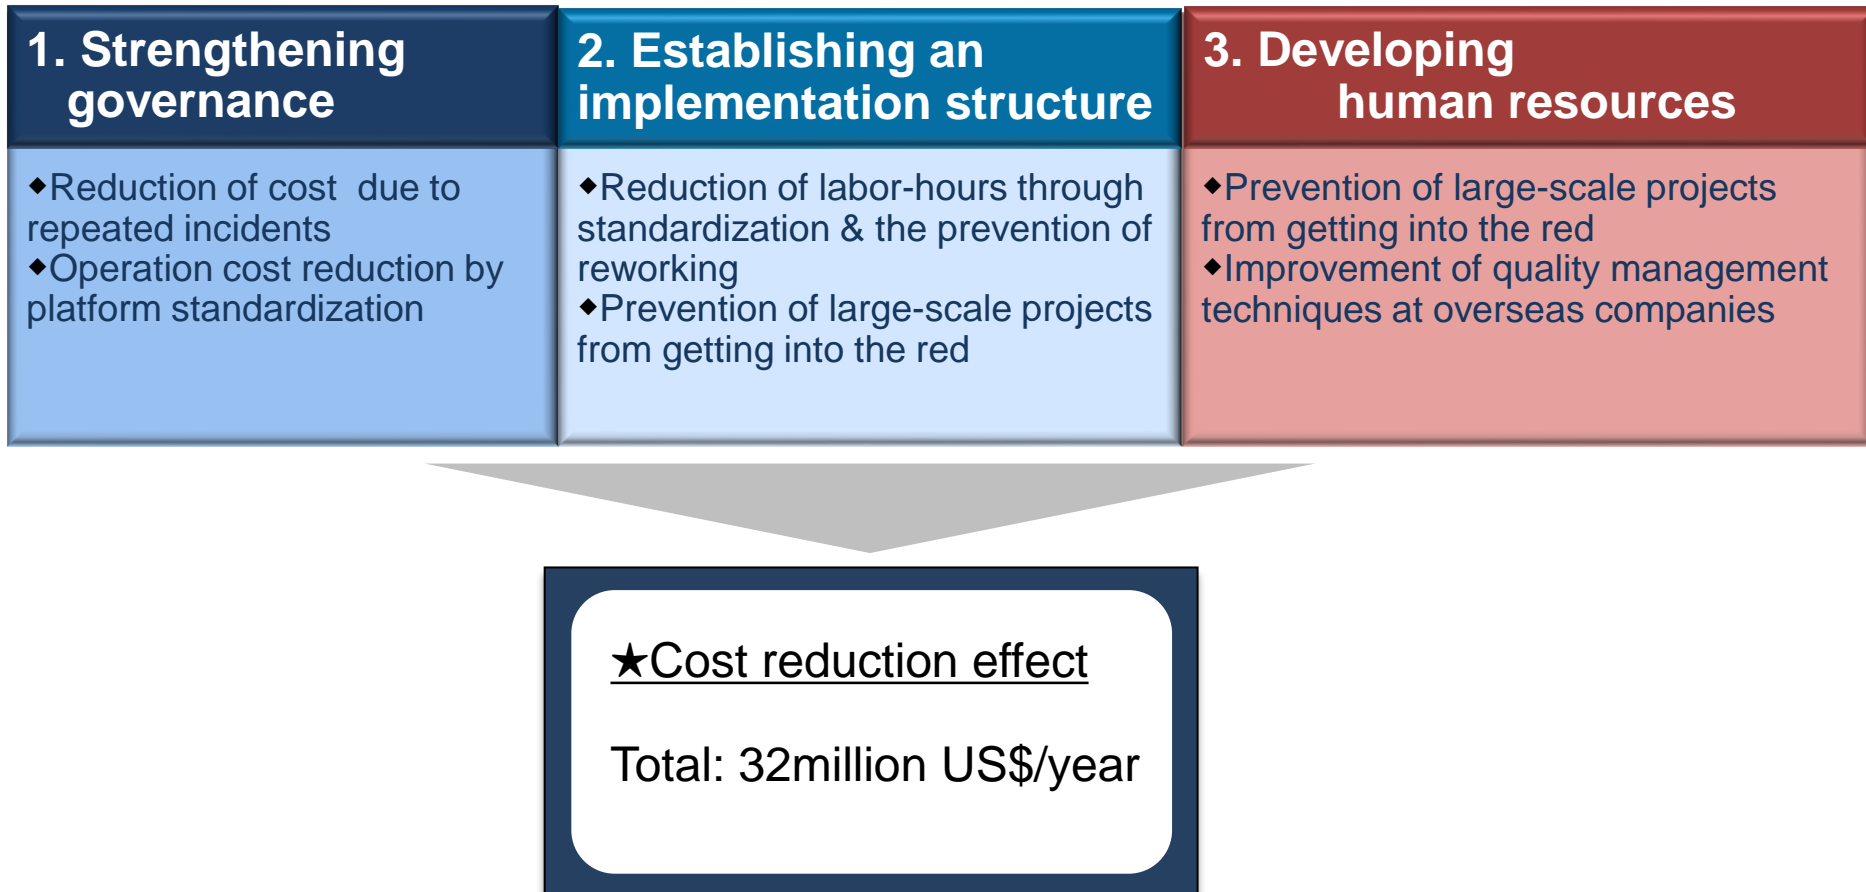 1. Strengthening
governance
◆Reduction of cost  due to
repeated incidents
◆Operation cost reduction by
platform standardization
2. Establishing an
implementation structure
◆Reduction of labor-hours through
standardization & the prevention of
reworking
◆Prevention of large-scale projects
from getting into the red
3. Developing
human resources
◆Prevention of large-scale projects
from getting into the red
◆Improvement of quality management
techniques at overseas companies
★Cost reduction effect
Total: 32million US$/year